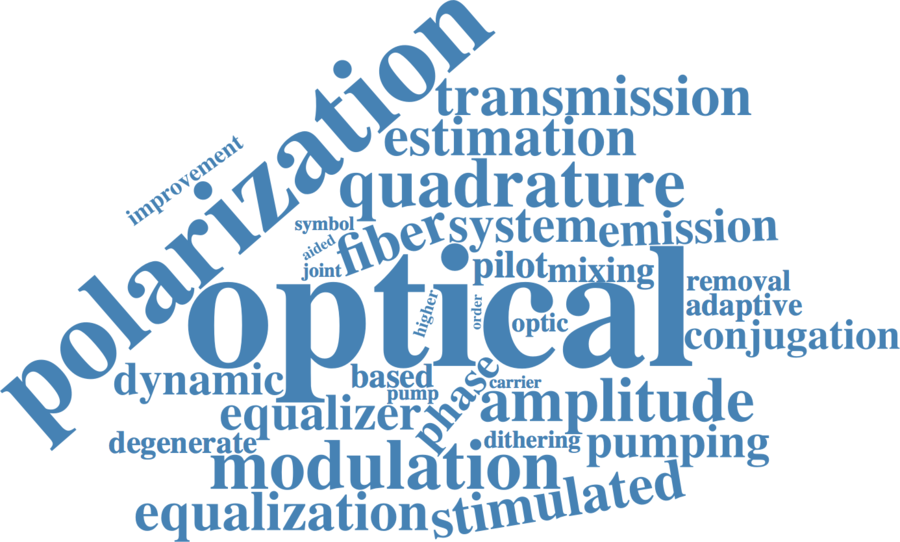 polarization
transmission
estimation
improvement
quadrature
symbol
fiber
system
emission
aided
joint
pilot
mixing
optical
removal
higher
order
adaptive
optic
conjugation
dynamic
based
phase
carrier
pump
equalizer
amplitude
degenerate
dithering
pumping
modulation
stimulated
equalization